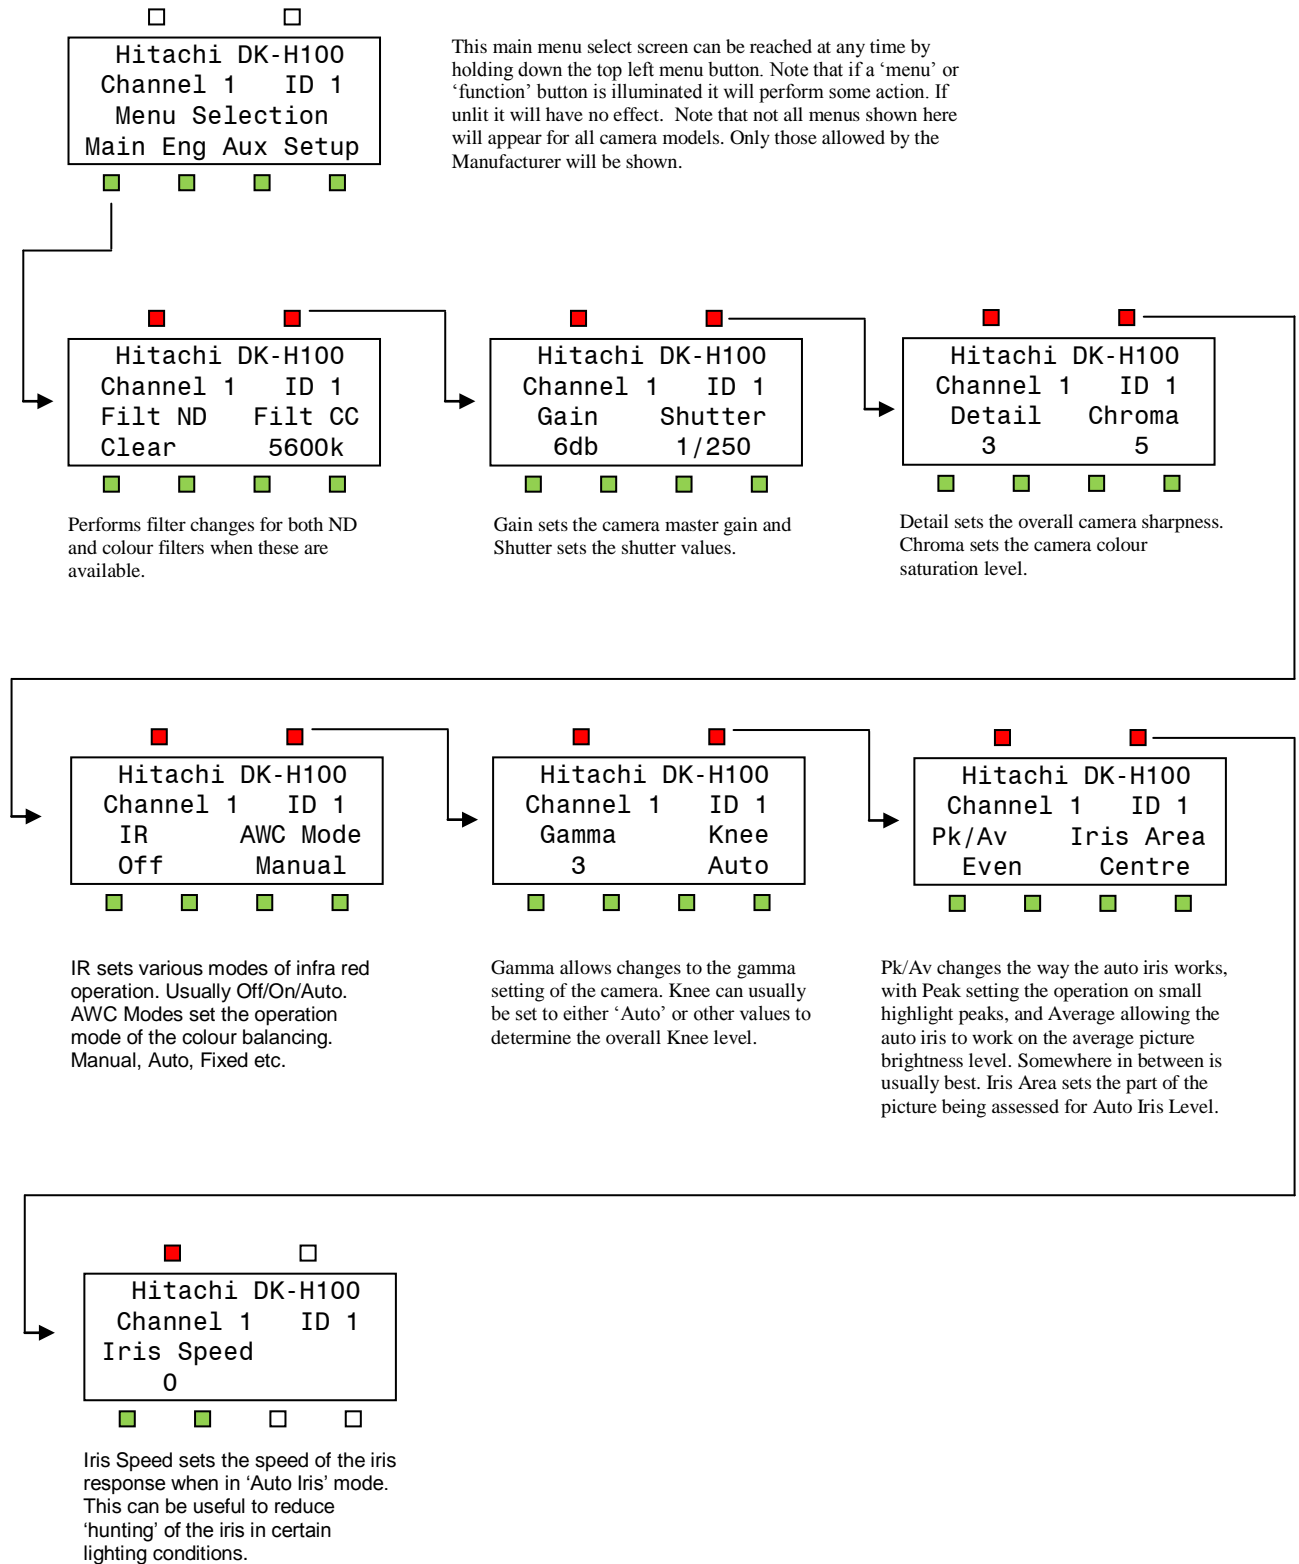 Hitachi DK-H100
Channel 1 ID 1
Menu Selection
Main Eng Aux Setup
This main menu select screen can be reached at any time by
holding down the top left menu button. Note that if a ‘menu’ or
‘function’ button is illuminated it will perform some action. If
unlit it will have no effect. Note that not all menus shown here
will appear for all camera models. Only those allowed by the
Manufacturer will be shown.
Hitachi DK-H100
Channel 1 ID 1
Filt ND Filt CC
Clear 5600k
Performs filter changes for both ND
and colour filters when these are
available.
Hitachi DK-H100
Channel 1 ID 1
Gain Shutter
6db 1/250
Gain sets the camera master gain and
Shutter sets the shutter values.
Hitachi DK-H100
Channel 1 ID 1
Detail Chroma
3 5
Detail sets the overall camera sharpness.
Chroma sets the camera colour
saturation level.
Hitachi DK-H100
Channel 1 ID 1
IR AWC Mode
Off Manual
IR sets various modes of infra red
operation. Usually Off/On/Auto.
AWC Modes set the operation
mode of the colour balancing.
Manual, Auto, Fixed etc.
Hitachi DK-H100
Channel 1 ID 1
Gamma Knee
3 Auto
Gamma allows changes to the gamma
setting of the camera. Knee can usually
be set to either ‘Auto’ or other values to
determine the overall Knee level.
Hitachi DK-H100
Channel 1 ID 1
Pk/Av Iris Area
Even Centre
Pk/Av changes the way the auto iris works,
with Peak setting the operation on small
highlight peaks, and Average allowing the
auto iris to work on the average picture
brightness level. Somewhere in between is
usually best. Iris Area sets the part of the
picture being assessed for Auto Iris Level.
Hitachi DK-H100
Channel 1 ID 1
Iris Speed
0
Iris Speed sets the speed of the iris
response when in ‘Auto Iris’ mode.
This can be useful to reduce
‘hunting’ of the iris in certain
lighting conditions.